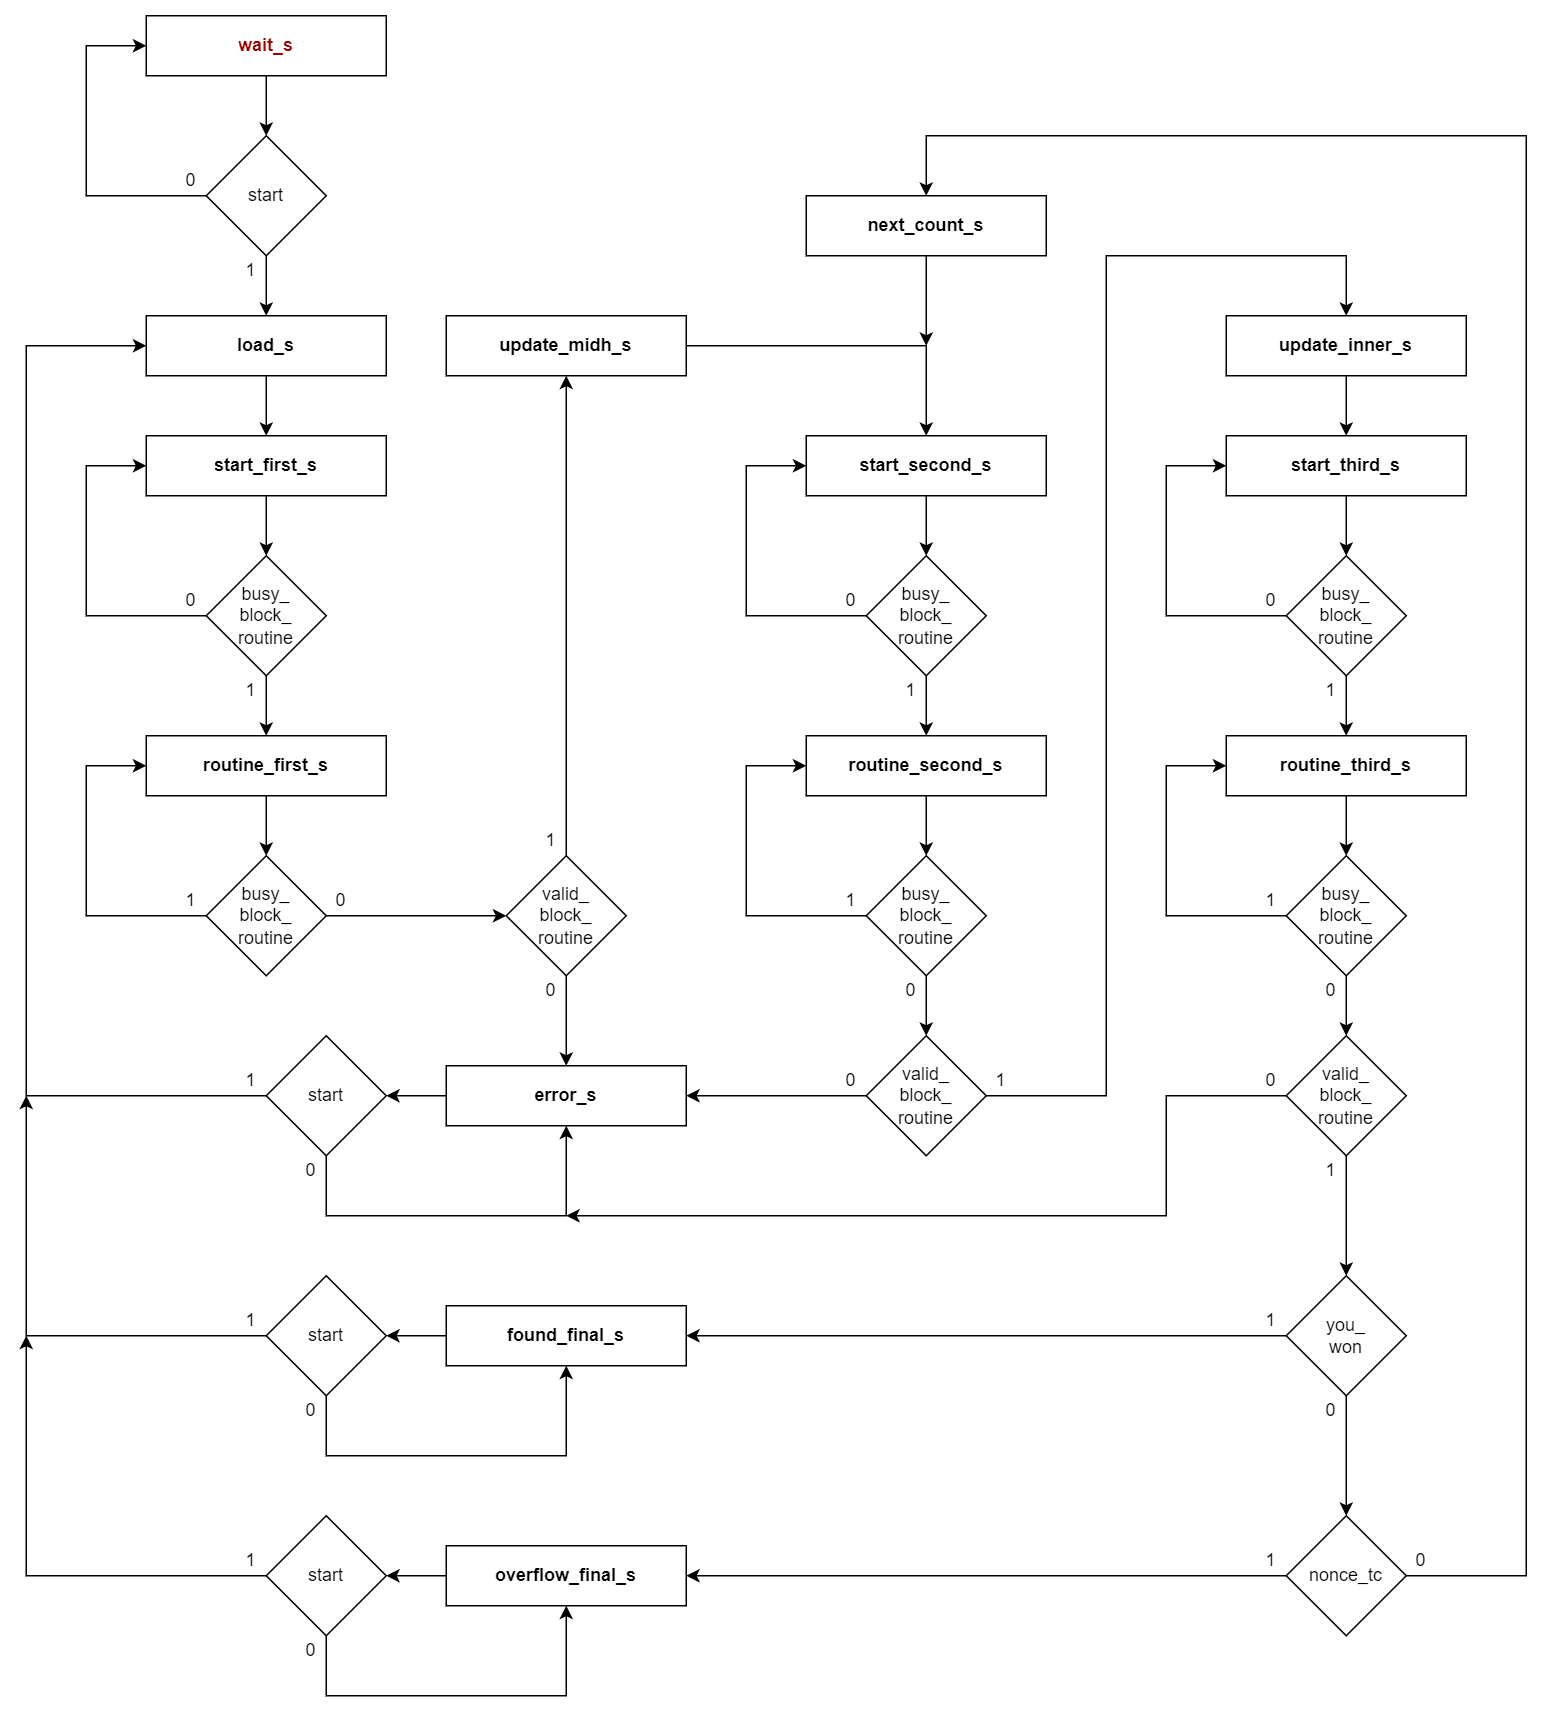 wait_s
0
start
1
next_count_s
load_s
update_midh_s
update_inner_s
start_first_s
start_second_s
start_third_s
0
busy_
block_
routine
1
0
busy_
block_
routine
1
0
busy_
block_
routine
1
routine_first_s
routine_second_s
routine_third_s
1
busy_
block_
routine
0
1
valid_
block_
routine
0
1
busy_
block_
routine
0
1
busy_
block_
routine
0
1
start
0
error_s
0
valid_
block_
routine
1
0
valid_
block_
routine
1
1
start
0
found_final_s
1
you_
won
0
1
start
0
overflow_final_s
1
nonce_tc
0